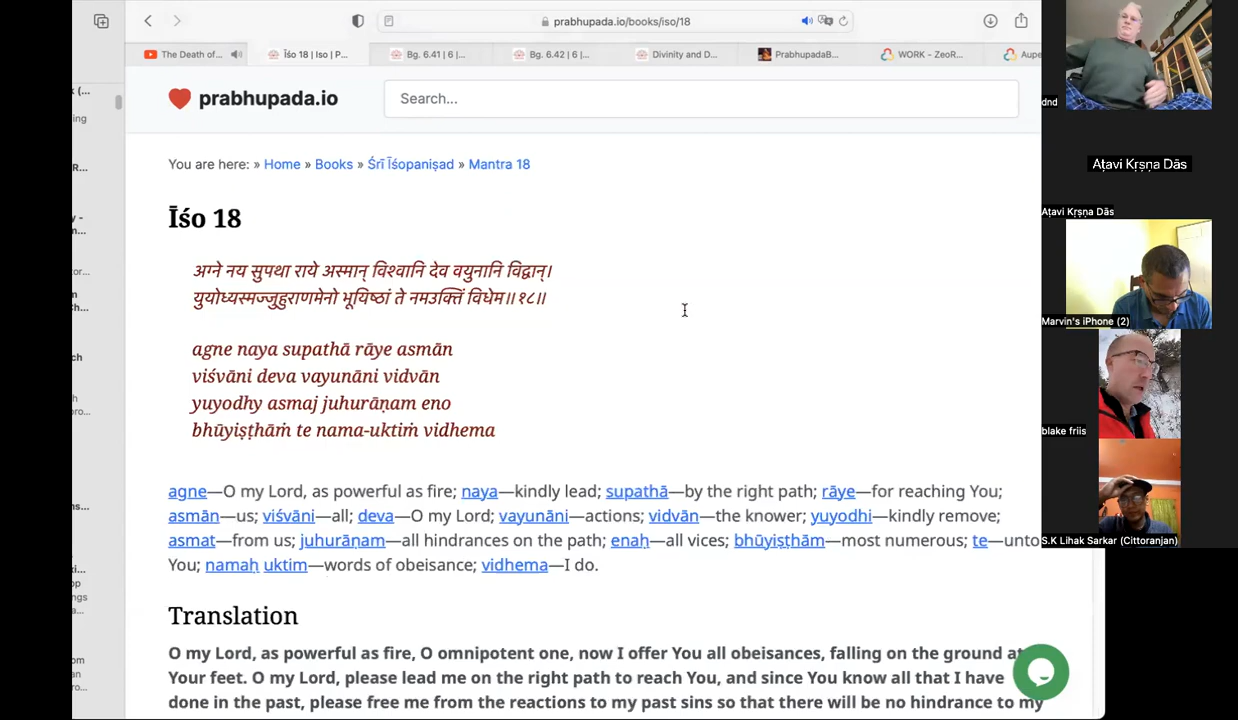 prabhupada.io/books/iso/18
The Death of...
Īśo 18 | Iso | P...
Bg. 6.41 | 6 |...
Bg. 6.42 | 6 |...
Divinity and D...
PrabhupadaB...
WORK - ZeoR...
Aupe
prabhupada.io
Search...
You are here: » Home » Books » Śrī Īśopaniṣad » Mantra 18
Īśo 18
अग्ने नय सुपथा राये अस्मान् विश्वानि देव वयुनानि विद्वान्।
युयोध्यस्मज्जुहुराणमेनो भूयिष्ठां ते नमउक्तिं विधेम॥१८॥
agne naya supathā rāye asmān
viśvāni deva vayunāni vidvān
yuyodhy asmaj juhurāṇam eno
bhūyiṣṭhāṁ te nama-uktiṁ vidhema
agne—O my Lord, as powerful as fire; naya—kindly lead; supathā—by the right path; rāye—for reaching You;
asmān—us; viśvāni—all; deva—O my Lord; vayunāni—actions; vidvān—the knower; yuyodhi—kindly remove;
asmat—from us; juhurāṇam—all hindrances on the path; enaḥ—all vices; bhūyiṣṭhām—most numerous; te—unto
You; namaḥ uktim—words of obeisance; vidhema—I do.
Translation
O my Lord, as powerful as fire, O omnipotent one, now I offer You all obeisances, falling on the ground at
Your feet. O my Lord, please lead me on the right path to reach You, and since You know all that I have
done in the past, please free me from the reactions to my past sins so that there will be no hindrance to my
dnd
Aṭavi Kṛṣṇa Dās
Aṭavi Kṛṣṇa Dās
Marvin's iPhone (2)
blake friis
S.K Lihak Sarkar (Cittoranjan)